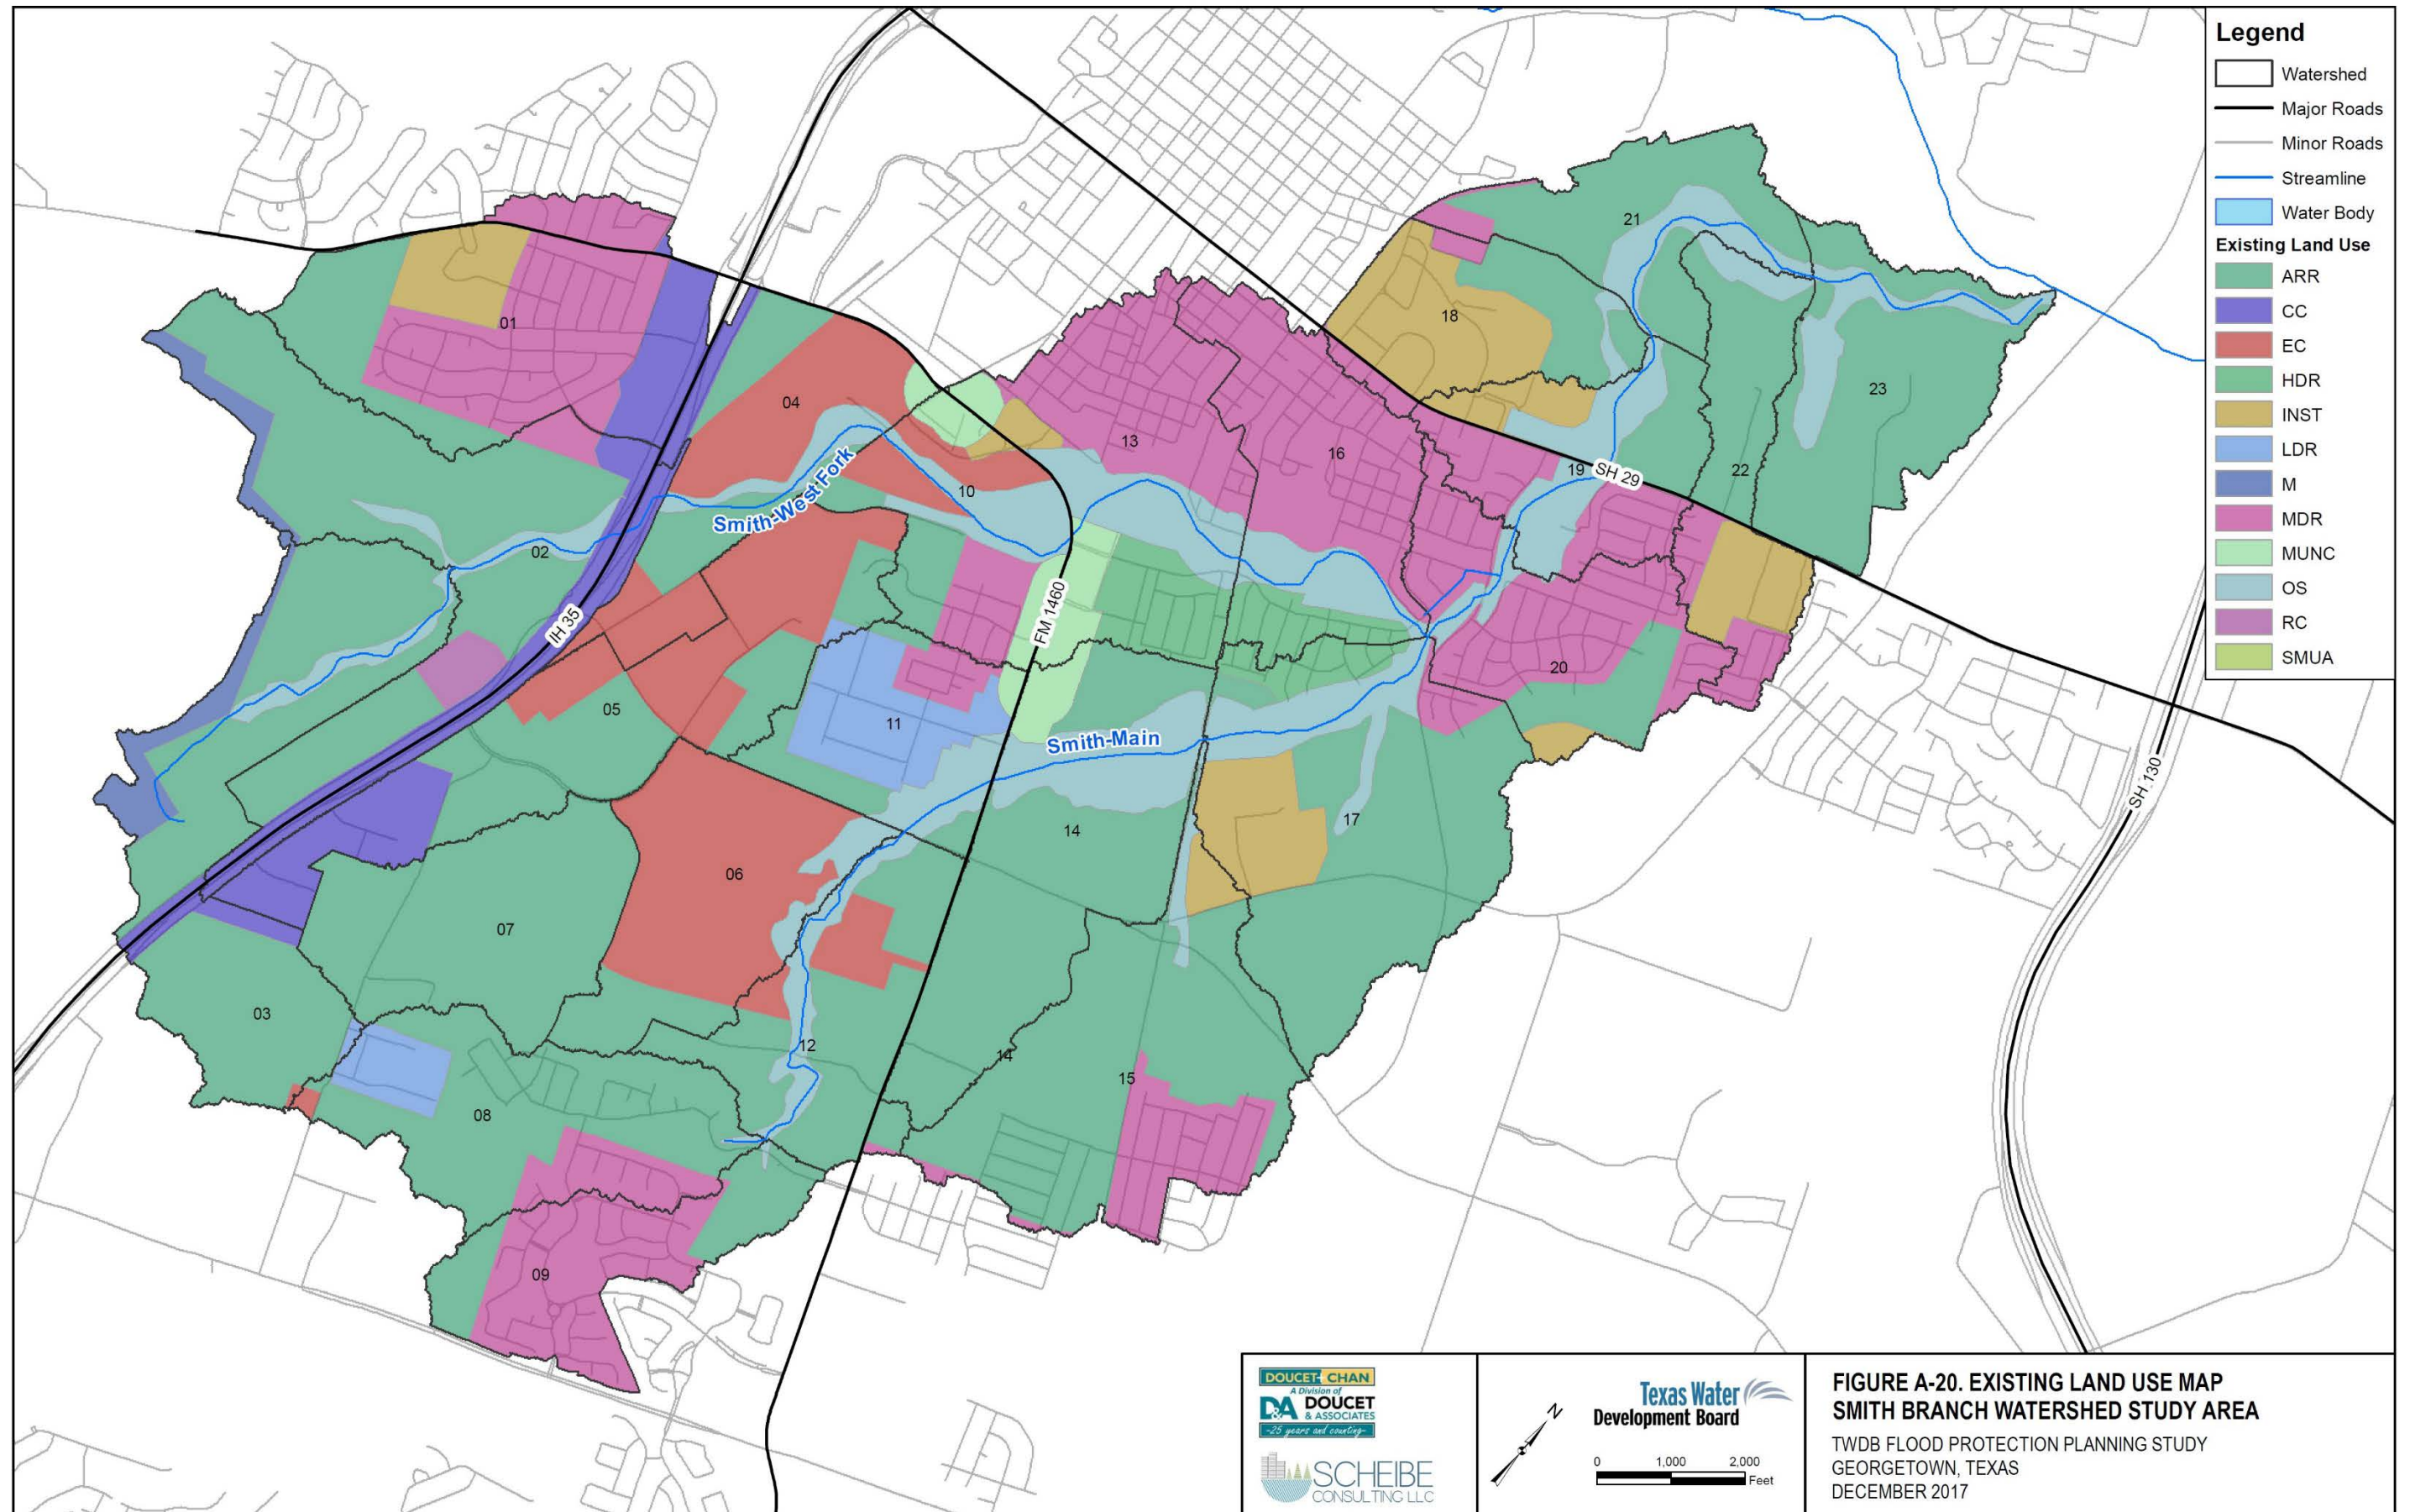 Legend
Watershed
Major Roads
Minor Roads
Streamline
Water Body
Existing Land Use
ARR
CC
EC
HDR
INST
LDR
M
MDR
MUNC
OS
RC
SMUA
21
18
01
23
04
13
16
19
SH 29
22
10
Smith-West Fork
02
IH 35
FM 1460
20
05
11
Smith-Main
SH 130
17
14
06
07
03
12
14
15
08
09
DOUCET+CHAN
A Division of
D&A DOUCET
& ASSOCIATES
-25 years and counting-
SCHEIBE
CONSULTING LLC
N
Texas Water
Development Board
0 1,000 2,000
Feet
FIGURE A-20. EXISTING LAND USE MAP
SMITH BRANCH WATERSHED STUDY AREA
TWDB FLOOD PROTECTION PLANNING STUDY
GEORGETOWN, TEXAS
DECEMBER 2017